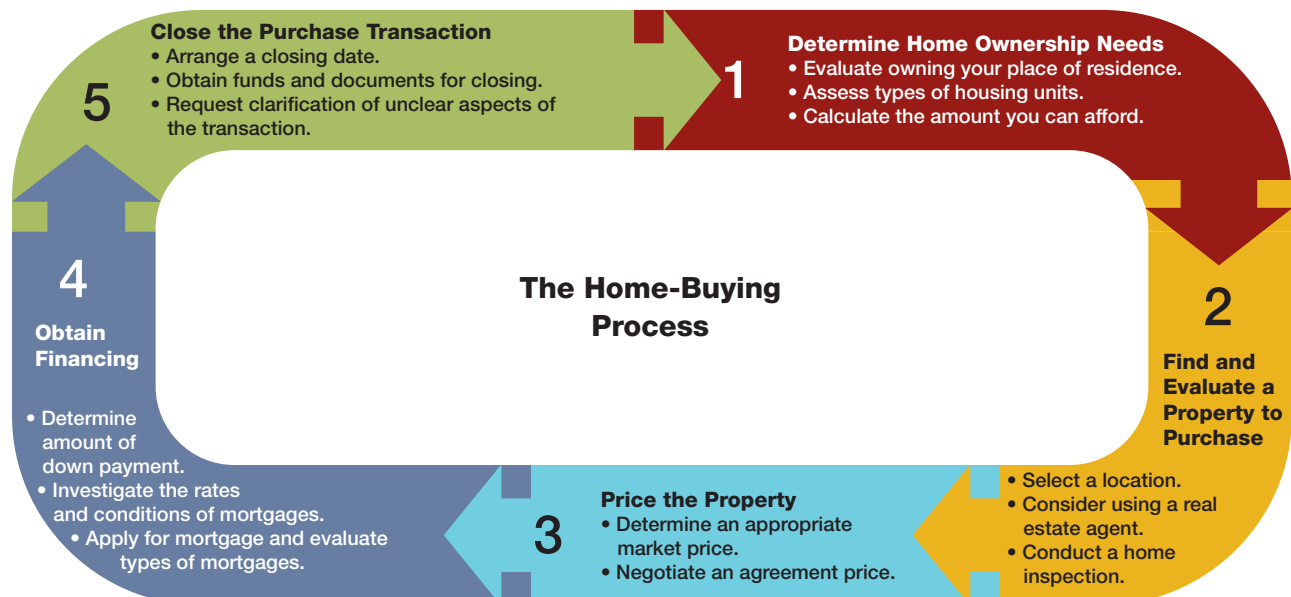 The Home-Buying
Process
1
Determine Home Ownership Needs
• Evaluate owning your place of residence.
• Assess types of housing units.
• Calculate the amount you can afford.
2
Find and
Evaluate a
Property to
Purchase
• Select a location.
• Consider using a real
estate agent.
• Conduct a home
inspection.
3
Price the Property
• Determine an appropriate
market price.
• Negotiate an agreement price.
4
Obtain
Financing
• Determine
amount of
down payment.
• Investigate the rates
and conditions of mortgages.
• Apply for mortgage and evaluate
types of mortgages.
5
Close the Purchase Transaction
• Arrange a closing date.
• Obtain funds and documents for closing.
• Request clarification of unclear aspects of
the transaction.